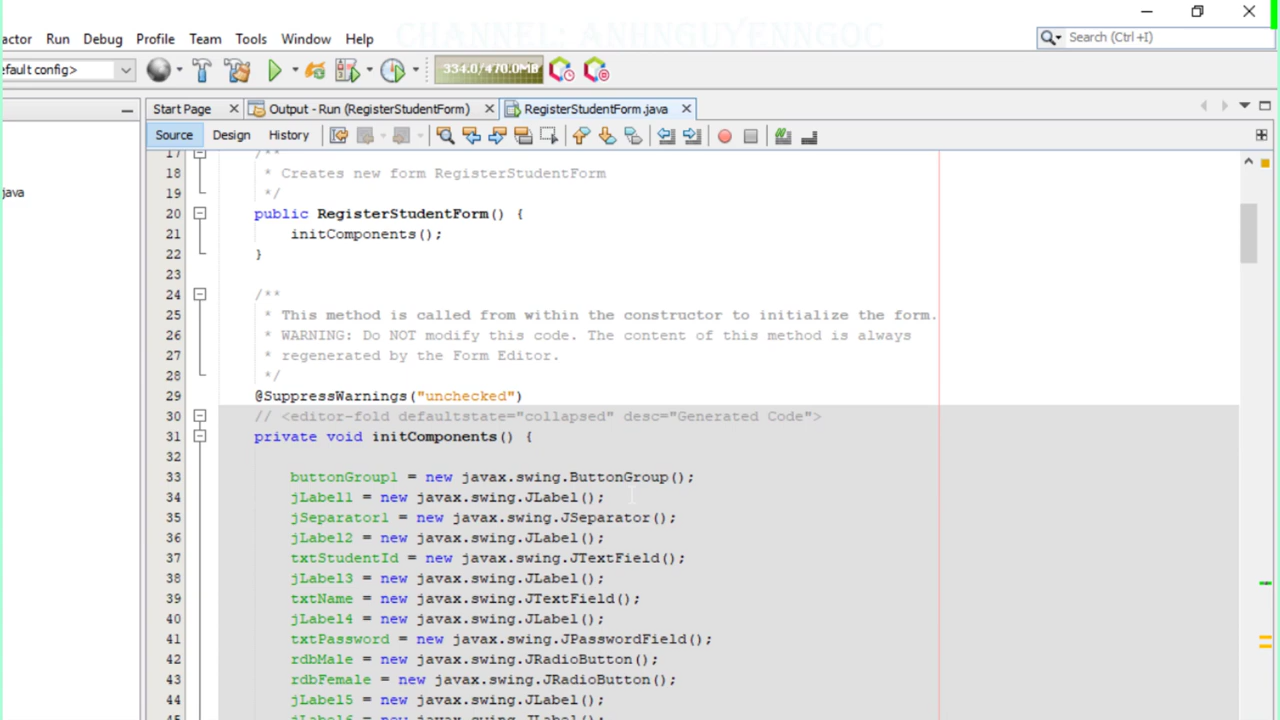 CHANNEL: ANHNGUYENNGOC
actor Run Debug Profile Team Tools Window Help
Search (Ctrl +I)
efault config>
334.0/470.0MB
Start Page
Output - Run (RegisterStudentForm)
RegisterStudentForm.java
Source Design History
java
17 /**
18 * Creates new form RegisterStudentForm
19 */
20 public RegisterStudentForm() {
21 initComponents();
22 }
23
24 /**
25 * This method is called from within the constructor to initialize the form.
26 * WARNING: Do NOT modify this code. The content of this method is always
27 * regenerated by the Form Editor.
28 */
29 @SuppressWarnings("unchecked")
30 // <editor-fold defaultstate="collapsed" desc="Generated Code">
31 private void initComponents() {
32
33 buttonGroup1 = new javax.swing.ButtonGroup();
34 jLabel1 = new javax.swing.JLabel();
35 jSeparator1 = new javax.swing.JSeparator();
36 jLabel2 = new javax.swing.JLabel();
37 txtStudentId = new javax.swing.JTextField();
38 jLabel3 = new javax.swing.JLabel();
39 txtName = new javax.swing.JTextField();
40 jLabel4 = new javax.swing.JLabel();
41 txtPassword = new javax.swing.JPasswordField();
42 rdbMale = new javax.swing.JRadioButton();
43 rdbFemale = new javax.swing.JRadioButton();
44 jLabel5 = new javax.swing.JLabel();
45 jLabel6 = new javax.swing.JLabel();